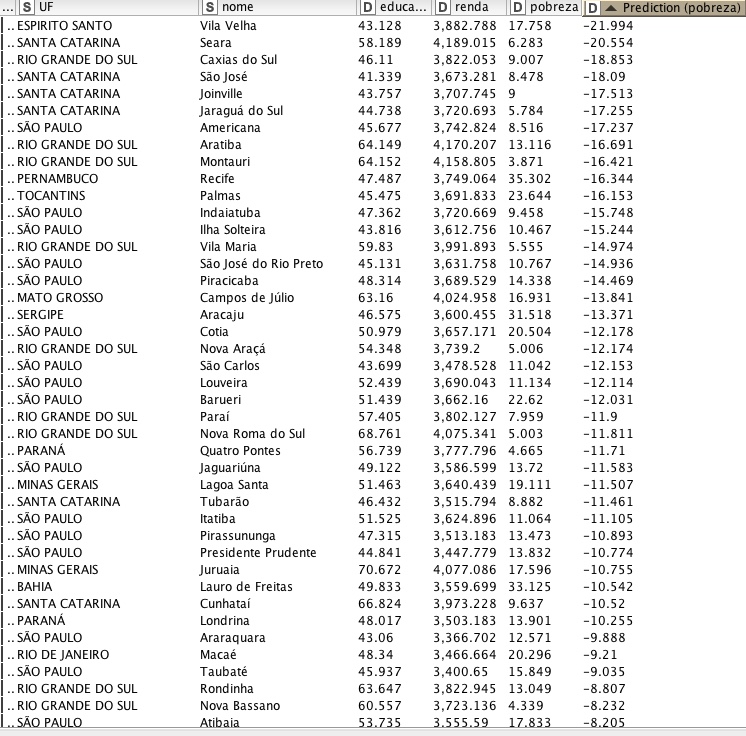 ... S UF S nome D educa... D renda D pobreza D Prediction (pobreza)
.. ESPIRITO SANTO Vila Velha 43.128 3,882.788 17.758 -21.994
.. SANTA CATARINA Seara 58.189 4,189.015 6.283 -20.554
.. RIO GRANDE DO SUL Caxias do Sul 46.11 3,822.053 9.007 -18.853
.. SANTA CATARINA São José 41.339 3,673.281 8.478 -18.09
.. SANTA CATARINA Joinville 43.757 3,707.745 9 -17.513
.. SANTA CATARINA Jaraguá do Sul 44.738 3,720.693 5.784 -17.255
.. SÃO PAULO Americana 45.677 3,742.824 8.516 -17.237
.. RIO GRANDE DO SUL Aratiba 64.149 4,170.207 13.116 -16.691
.. RIO GRANDE DO SUL Montauri 64.152 4,158.805 3.871 -16.421
.. PERNAMBUCO Recife 47.487 3,749.064 35.302 -16.344
.. TOCANTINS Palmas 45.475 3,691.833 23.644 -16.153
.. SÃO PAULO Indaiatuba 47.362 3,720.669 9.458 -15.748
.. SÃO PAULO Ilha Solteira 43.816 3,612.756 10.467 -15.244
.. RIO GRANDE DO SUL Vila Maria 59.83 3,991.893 5.555 -14.974
.. SÃO PAULO São José do Rio Preto 45.131 3,631.758 10.767 -14.936
.. SÃO PAULO Piracicaba 48.314 3,689.529 14.338 -14.469
.. MATO GROSSO Campos de Júlio 63.16 4,024.958 16.931 -13.841
.. SERGIPE Aracaju 46.575 3,600.455 31.518 -13.371
.. SÃO PAULO Cotia 50.979 3,657.171 20.504 -12.178
.. RIO GRANDE DO SUL Nova Araçá 54.348 3,739.2 5.006 -12.174
.. SÃO PAULO São Carlos 43.699 3,478.528 11.042 -12.153
.. SÃO PAULO Louveira 52.439 3,690.043 11.134 -12.114
.. SÃO PAULO Barueri 51.439 3,662.16 22.62 -12.031
.. RIO GRANDE DO SUL Paraí 57.405 3,802.127 7.959 -11.9
.. RIO GRANDE DO SUL Nova Roma do Sul 68.761 4,075.341 5.003 -11.811
.. PARANÁ Quatro Pontes 56.739 3,777.796 4.665 -11.71
.. SÃO PAULO Jaguariúna 49.122 3,586.599 13.72 -11.583
.. MINAS GERAIS Lagoa Santa 51.463 3,640.439 19.111 -11.507
.. SANTA CATARINA Tubarão 46.432 3,515.794 8.882 -11.461
.. SÃO PAULO Itatiba 51.525 3,624.896 11.064 -11.105
.. SÃO PAULO Pirassununga 47.315 3,513.183 13.473 -10.893
.. SÃO PAULO Presidente Prudente 44.841 3,447.779 13.832 -10.774
.. MINAS GERAIS Juruaia 70.672 4,077.086 17.596 -10.755
.. BAHIA Lauro de Freitas 49.833 3,559.699 33.125 -10.542
.. SANTA CATARINA Cunhataí 66.824 3,973.228 9.637 -10.52
.. PARANÁ Londrina 48.017 3,503.183 13.901 -10.255
.. SÃO PAULO Araraquara 43.06 3,366.702 12.571 -9.888
.. RIO DE JANEIRO Macaé 48.34 3,466.664 20.296 -9.21
.. SÃO PAULO Taubaté 45.937 3,400.65 15.849 -9.035
.. RIO GRANDE DO SUL Rondinha 63.647 3,822.945 13.049 -8.807
.. RIO GRANDE DO SUL Nova Bassano 60.557 3,723.136 4.339 -8.232
.. SÃO PAULO Atibaia 53.735 3,555.59 17.833 -8.205